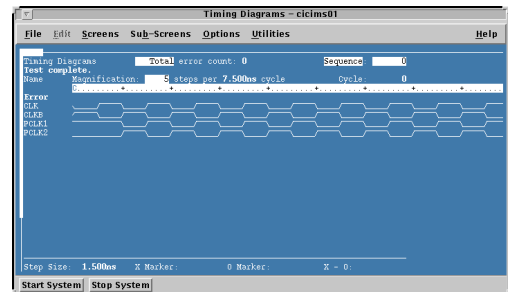 Timing Diagrams - cicims01
File Edit Screens Sub-Screens Options Utilities Help
Timing Diagrams Total error count: 0 Sequence: 0
Test complete.
Name Magnification: 5 steps per 7.500ns cycle Cycle: 0
0........+.........+.........+.........+.........+.........+.........+.........+........
Error
CLK
CLKB
PCLK1
PCLK2
Step Size: 1.500ns X Marker: O Marker: X - O:
Start System Stop System